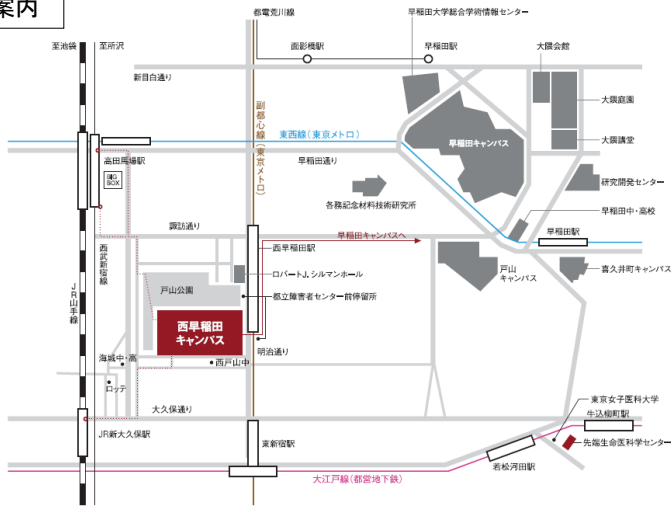 案内
都電荒川線
早稲田大学総合学術情報センター
至池袋
至所沢
面影橋駅
早稲田駅
大隈会館
新目白通り
大隈庭園
副都心線(東京メトロ)
東西線(東京メトロ)
早稲田キャンパス
大隈講堂
高田馬場駅
早稲田通り
BIG
BOX
研究開発センター
各務記念材料技術研究所
早稲田中・高校
諏訪通り
早稲田キャンパスへ
早稲田駅
西早稲田駅
西武新宿線
ロバートJ.シルマンホール
戸山
キャンパス
喜久井町キャンパス
JR山手線
戸山公園
都立障害者センター前停留所
西早稲田
キャンパス
明治通り
海城中・高
西戸山中
ロッテ
大久保通り
東京女子医科大学
牛込柳町駅
JR新大久保駅
東新宿駅
先端生命医科学センター
若松河田駅
大江戸線(都営地下鉄)